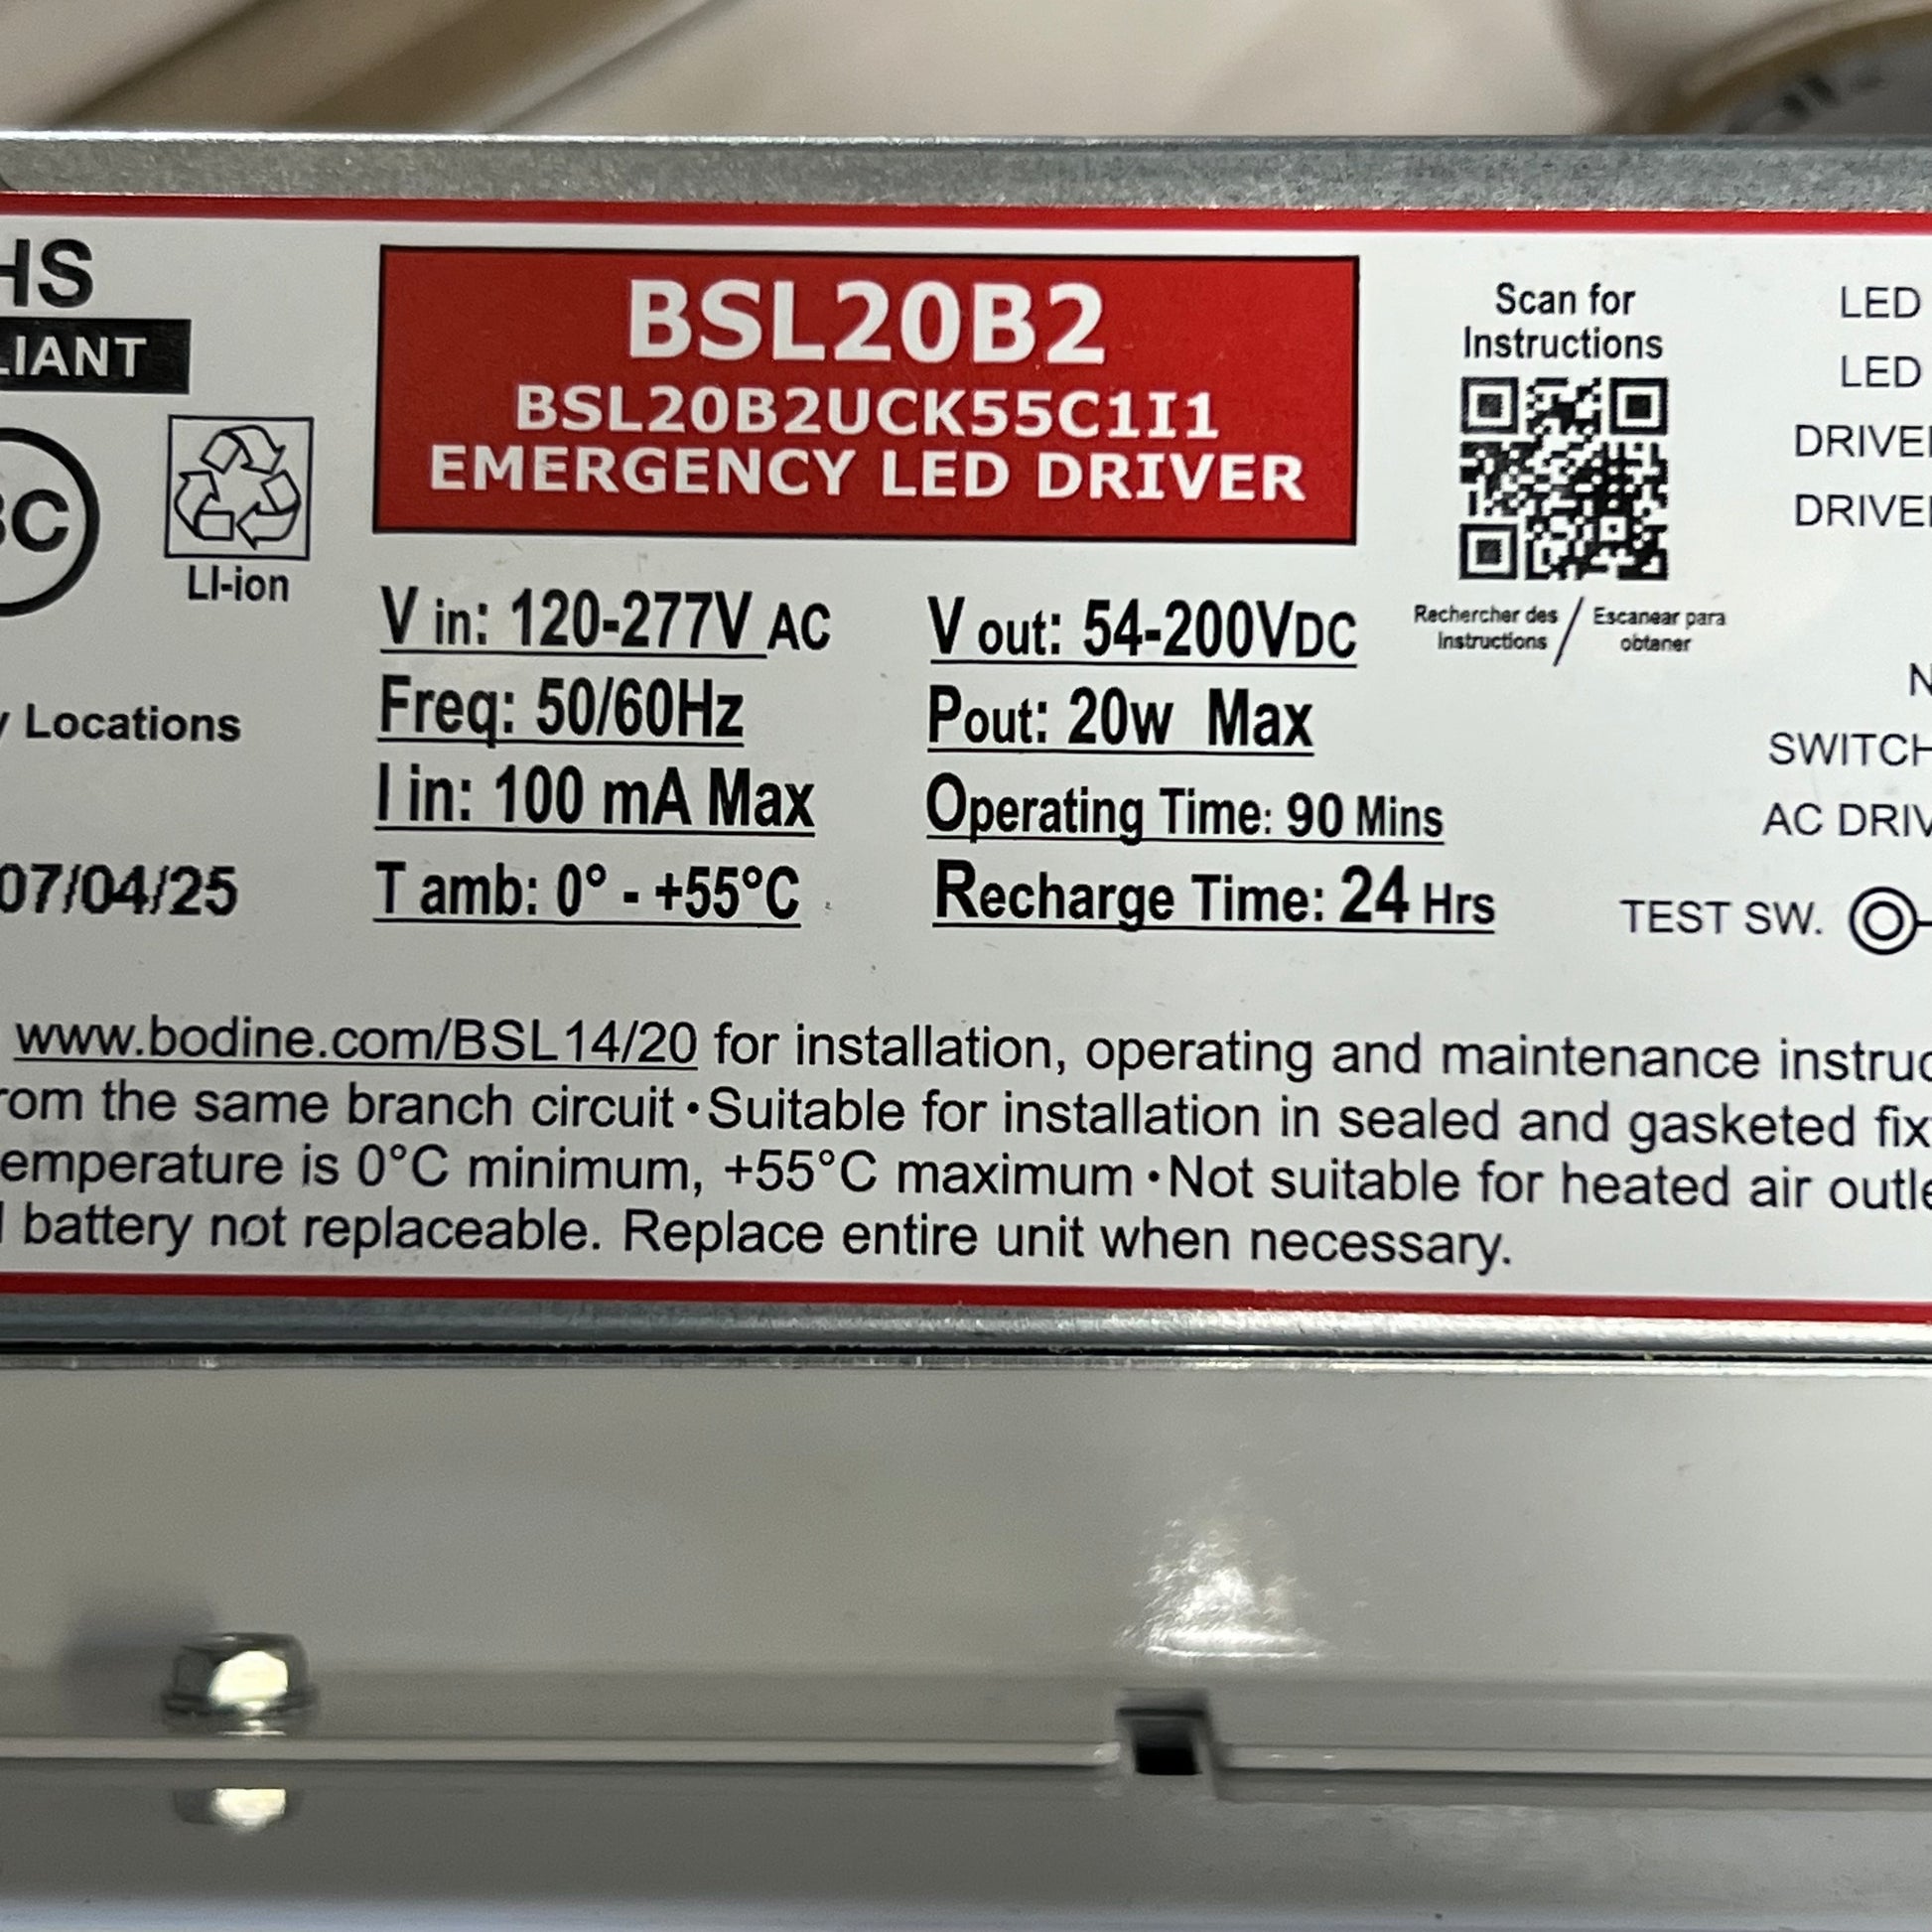 HS
LIANT
BC
LI-ion
Locations
07/04/25
BSL20B2
BSL20B2UCK55C1I1
EMERGENCY LED DRIVER
V in: 120-277V AC
Freq: 50/60Hz
I in: 100 mA Max
T amb: 0° - +55°C
V out: 54-200VDC
Pout: 20w Max
Operating Time: 90 Mins
Recharge Time: 24 Hrs
Scan for
Instructions
Rechercher des / Escanear para
Instructions obtener
LED
LED
DRIVE
DRIVE
N
SWITCH
AC DRIV
TEST SW.
www.bodine.com/BSL14/20 for installation, operating and maintenance instruc
rom the same branch circuit • Suitable for installation in sealed and gasketed fix
emperature is 0°C minimum, +55°C maximum • Not suitable for heated air outle
battery not replaceable. Replace entire unit when necessary.